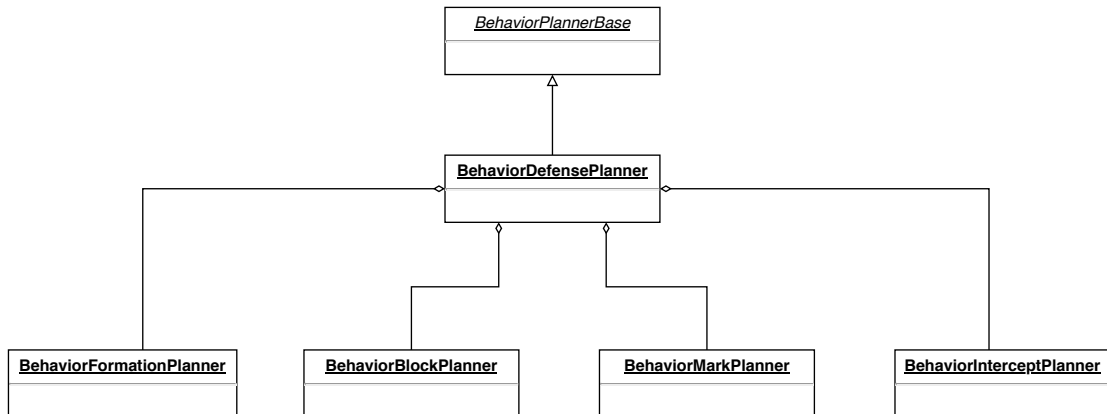 BehaviorPlannerBase
BehaviorDefensePlanner
BehaviorFormationPlanner
BehaviorBlockPlanner
BehaviorMarkPlanner
BehaviorInterceptPlanner